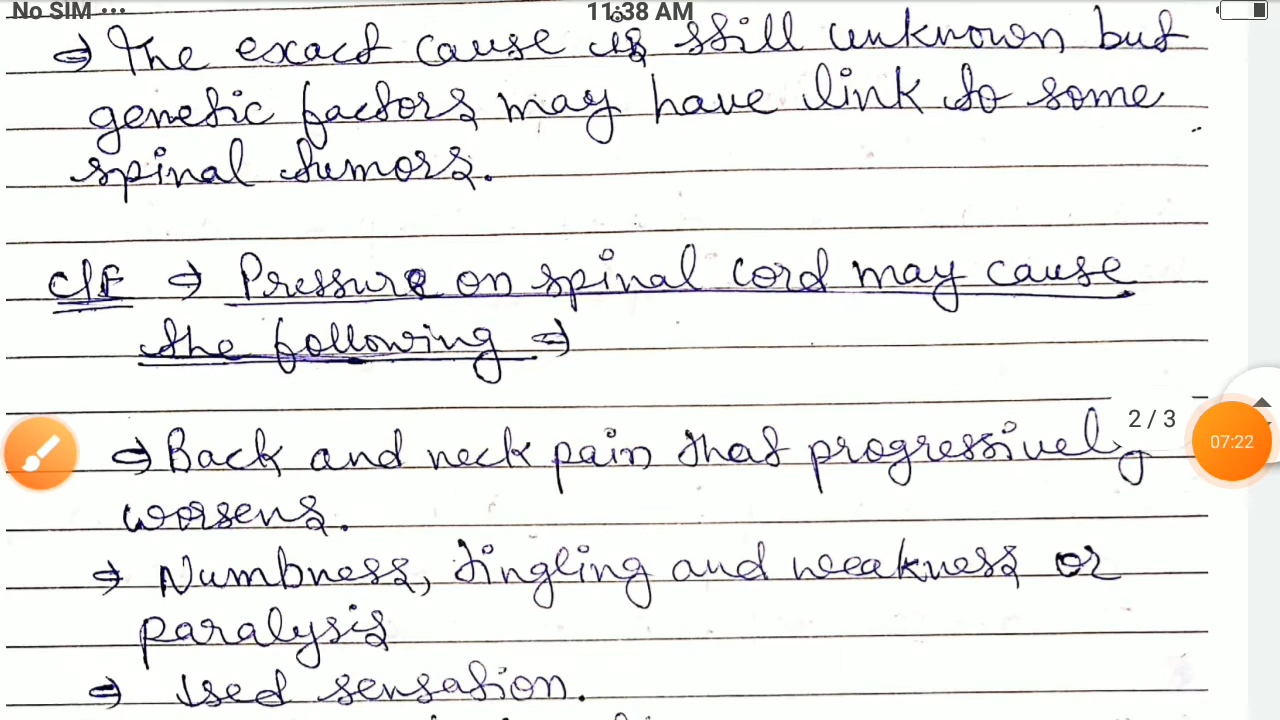 No SIM ...
11:38 AM
⇒ The exact cause is still unknown but
genetic factors may have link to some
spinal tumors.
C/F ⇒ Pressure on spinal cord may cause
the following ⇒
2 / 3
⇒ Back and neck pain that progressively
07:22
worsens.
⇒ Numbness, tingling and weakness or
paralysis
⇒ ↓sed sensation.